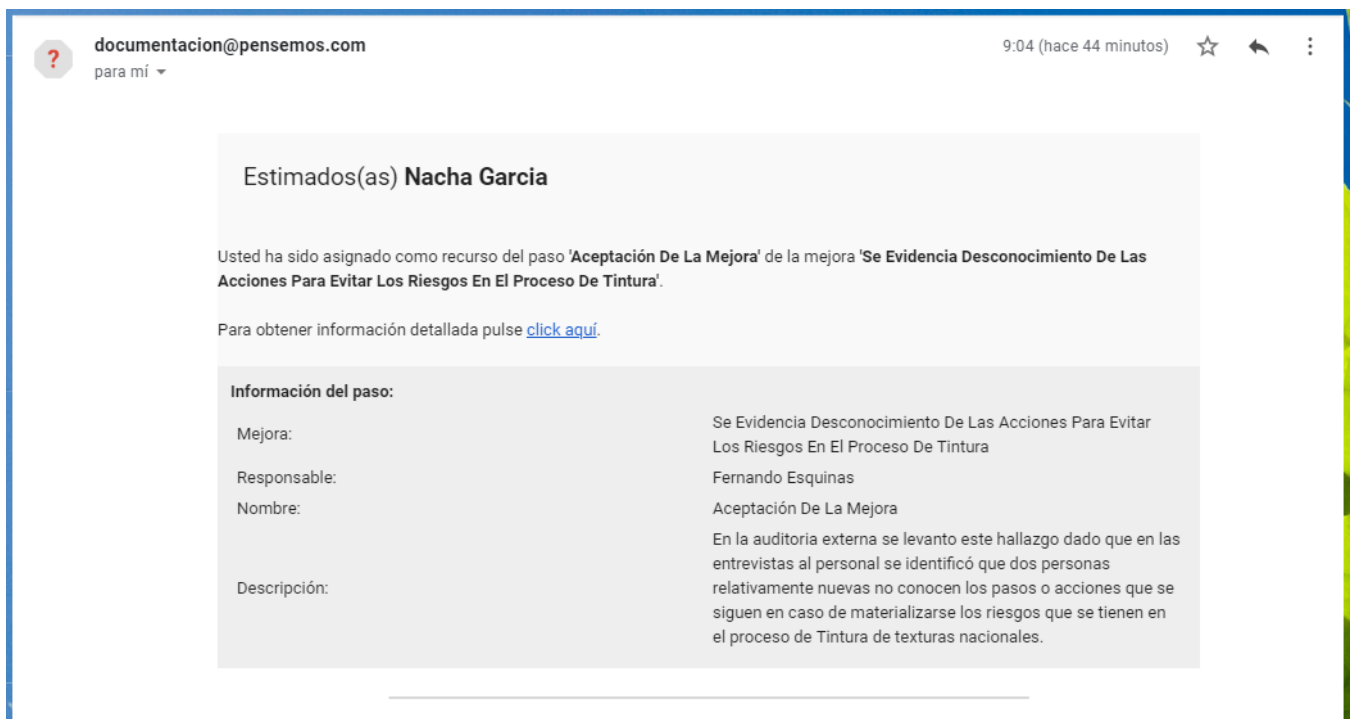 ?
documentacion@pensemos.com
9:04 (hace 44 minutos)
para mí
Estimados(as) Nacha Garcia
Usted ha sido asignado como recurso del paso 'Aceptación De La Mejora' de la mejora 'Se Evidencia Desconocimiento De Las
Acciones Para Evitar Los Riesgos En El Proceso De Tintura'.
Para obtener información detallada pulse click aquí.
Información del paso:
Mejora:
Se Evidencia Desconocimiento De Las Acciones Para Evitar
Los Riesgos En El Proceso De Tintura
Responsable:
Fernando Esquinas
Nombre:
Aceptación De La Mejora
Descripción:
En la auditoria externa se levanto este hallazgo dado que en las
entrevistas al personal se identificó que dos personas
relativamente nuevas no conocen los pasos o acciones que se
siguen en caso de materializarse los riesgos que se tienen en
el proceso de Tintura de texturas nacionales.